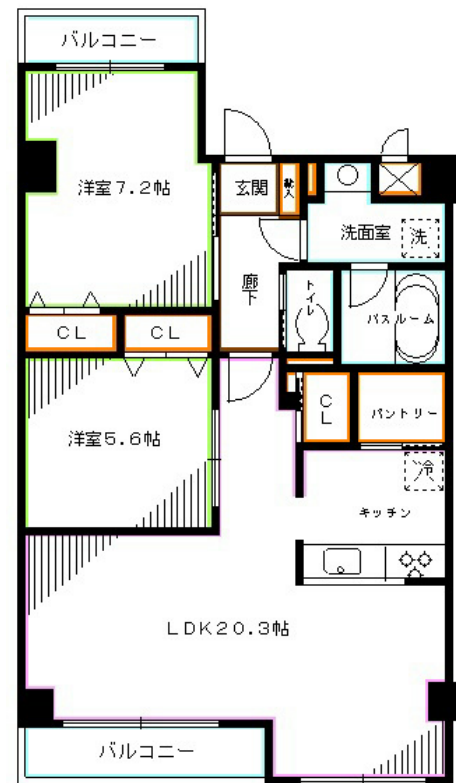 バルコニー
洋室7.2帖
玄関
靴入
洗面室
洗
廊下
トイレ
バスルーム
CL
CL
洋室5.6帖
CL
パントリー
冷
キッチン
LDK20.3帖
バルコニー